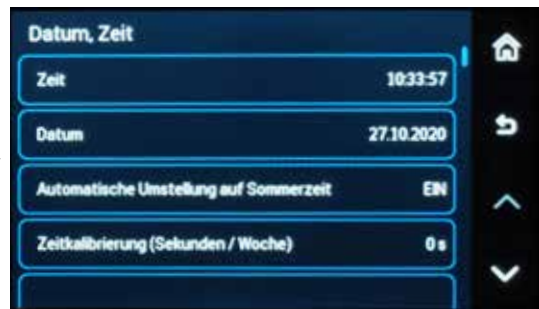 Datum, Zeit
Zeit 10:33:57
Datum 27.10.2020
Automatische Umstellung auf Sommerzeit EIN
Zeitkalibrierung (Sekunden / Woche) 0 s